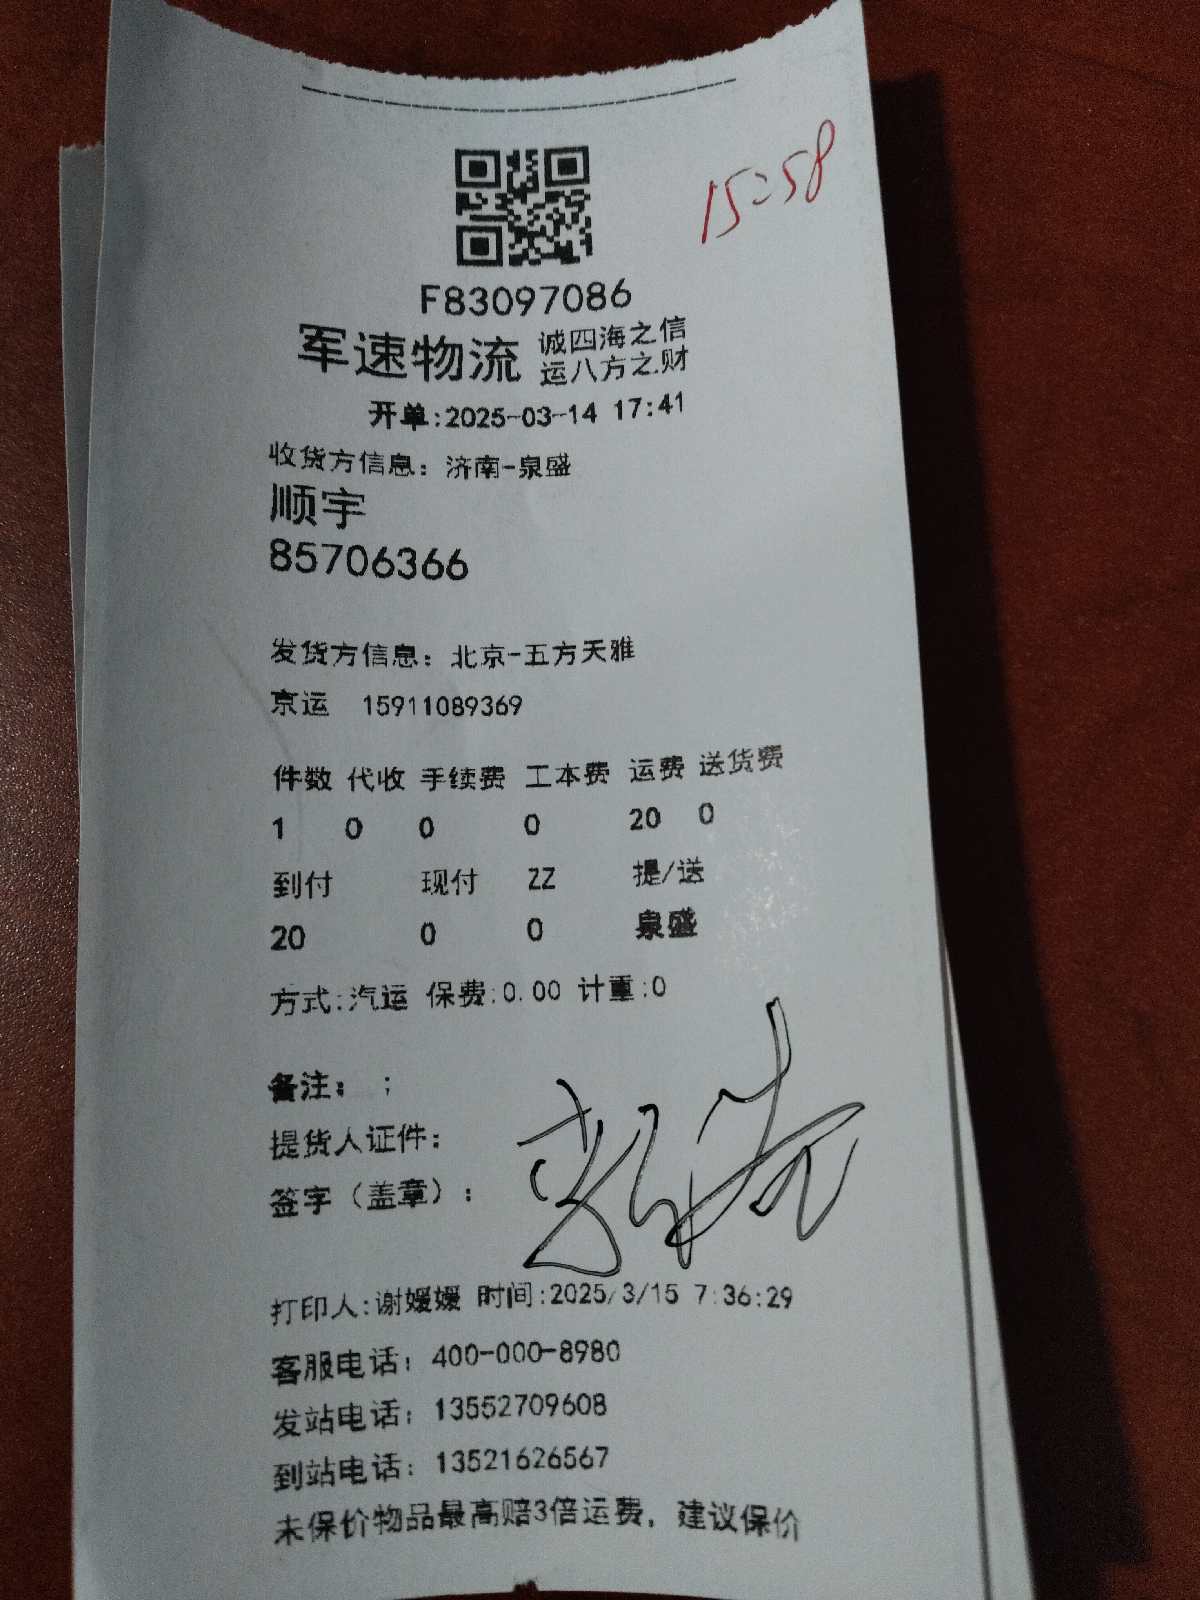 15:58
F83097086
军速物流 诚四海之信
运八方之财
开单:2025-03-14 17:41
收货方信息：济南-泉盛
顺宇
85706366
发货方信息：北京-五方天雅
京运 15911089369
件数 代收 手续费 工本费 运费 送货费
1 0 0 0 20 0
到付 现付 ZZ 提/送
20 0 0 泉盛
方式:汽运 保费:0.00 计重:0
备注： ;
提货人证件：
签字（盖章）：
打印人:谢媛媛 时间:2025/3/15 7:36:29
客服电话：400-000-8980
发站电话：13552709608
到站电话：13521626567
未保价物品最高赔3倍运费，建议保价